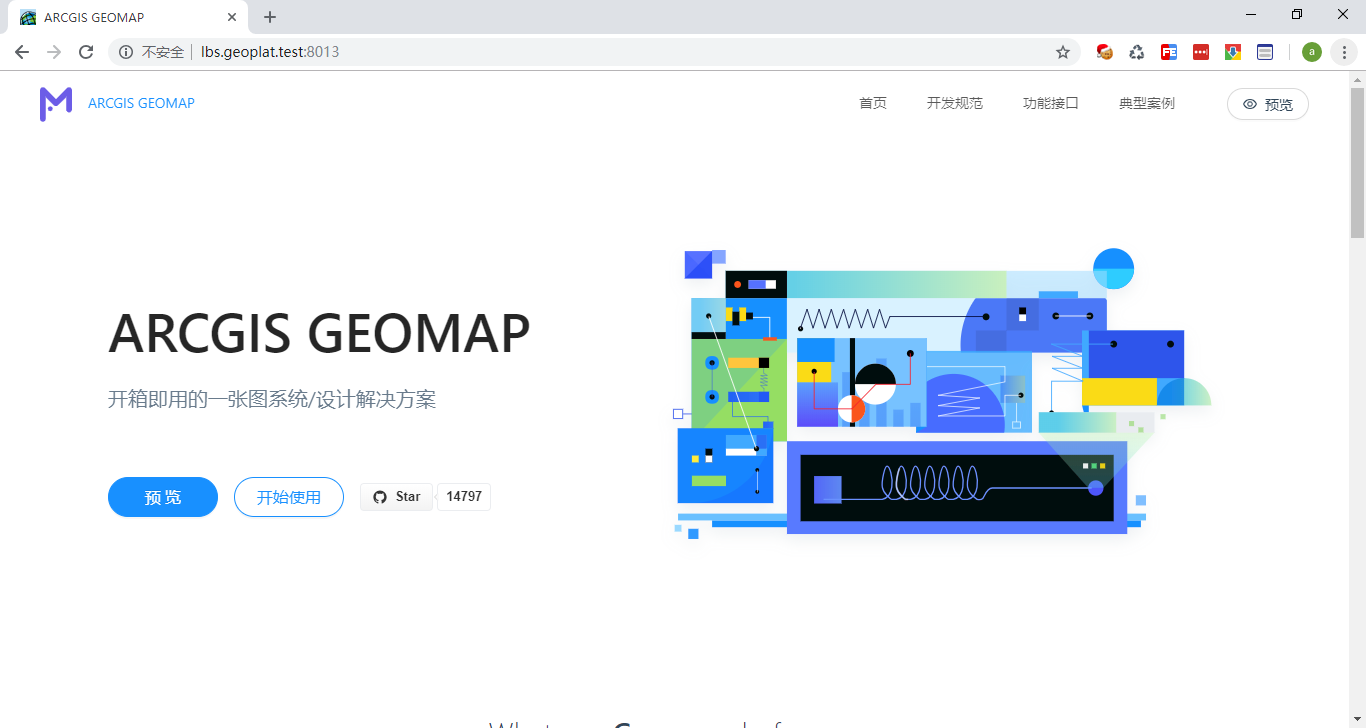 ARCGIS GEOMAP
不安全 lbs.geoplat.test:8013
FE
a
ARCGIS GEOMAP
首页 开发规范 功能接口 典型案例 预览
ARCGIS GEOMAP
开箱即用的一张图系统/设计解决方案
预 览 开始使用 Star 14797